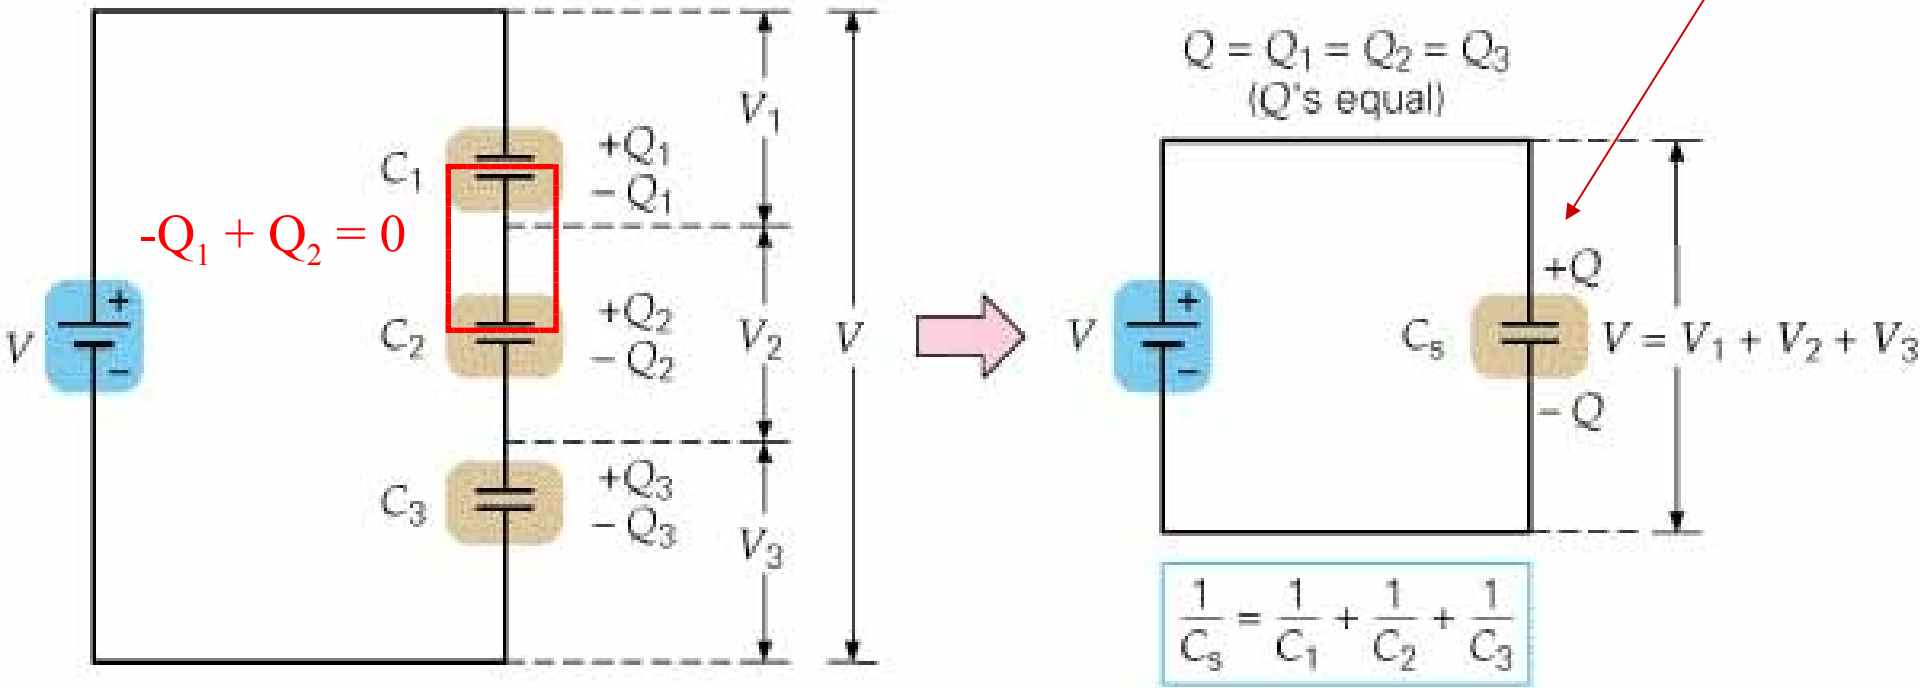 V
+
−
-Q₁ + Q₂ = 0
C₁
+Q₁
− Q₁
C₂
+Q₂
− Q₂
C₃
+Q₃
− Q₃
V₁
V₂
V₃
V
Q = Q₁ = Q₂ = Q₃
(Q's equal)
V
+
−
Cₛ
+Q
− Q
V = V₁ + V₂ + V₃
1/Cₛ = 1/C₁ + 1/C₂ + 1/C₃